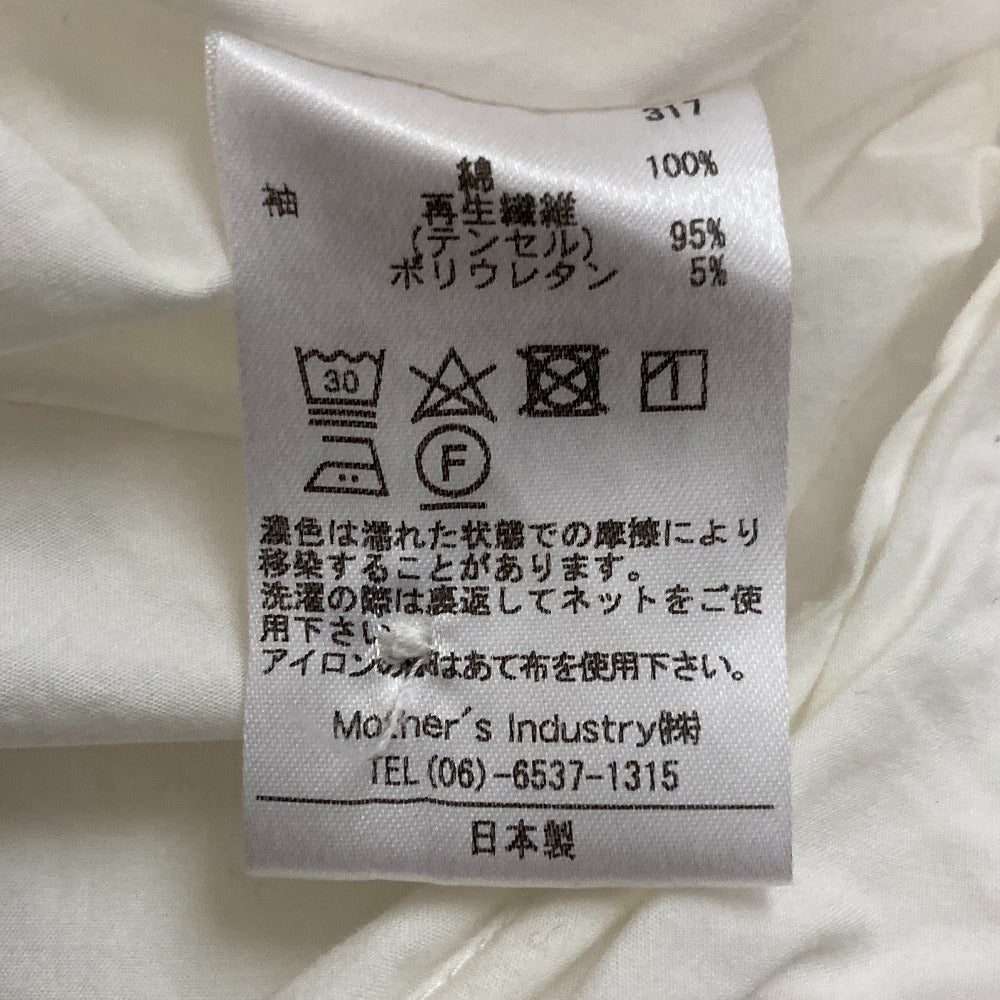 317
綿 100%
袖 再生繊維
(テンセル) 95%
ポリウレタン 5%
30
F
濃色は濡れた状態での摩擦により
移染することがあります。
洗濯の際は裏返してネットをご使
用下さい
アイロンの際はあて布を使用下さい。
Mother's Industry㈱
TEL(06)-6537-1315
日本製